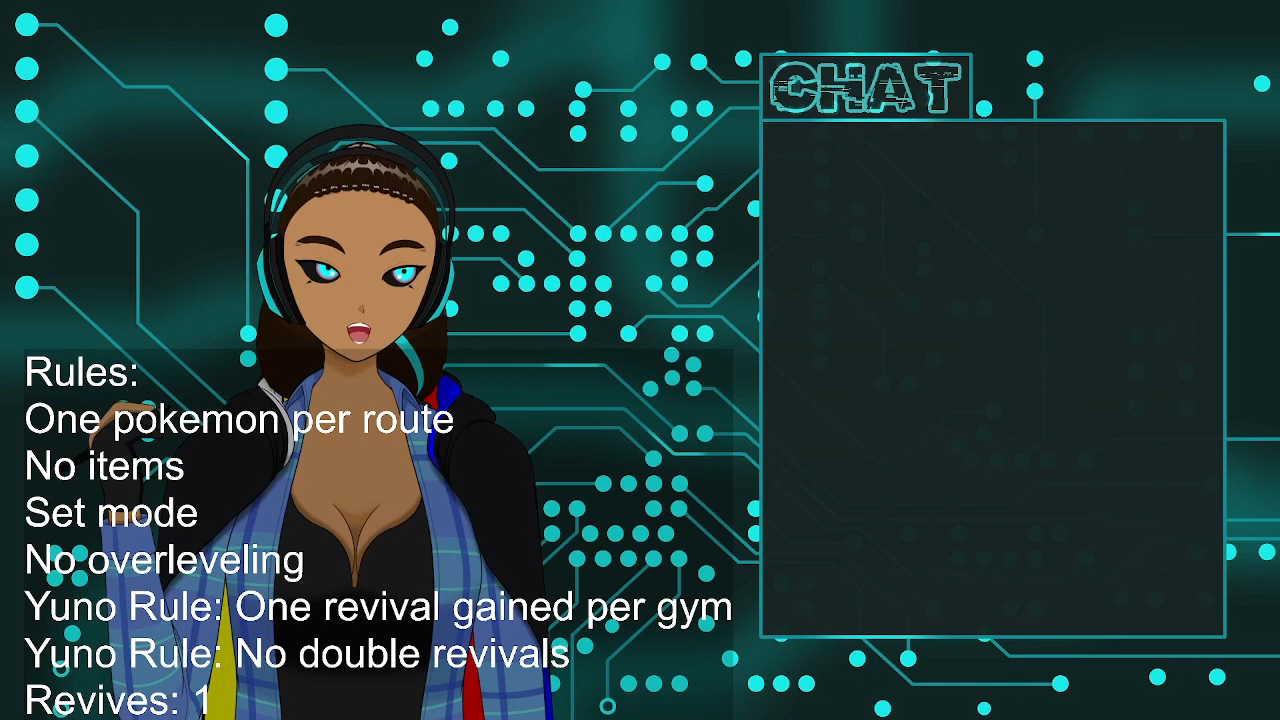 CHAT
Rules:
One pokemon per route
No items
Set mode
No overleveling
Yuno Rule: One revival gained per gym
Yuno Rule: No double revivals
Revives: 1